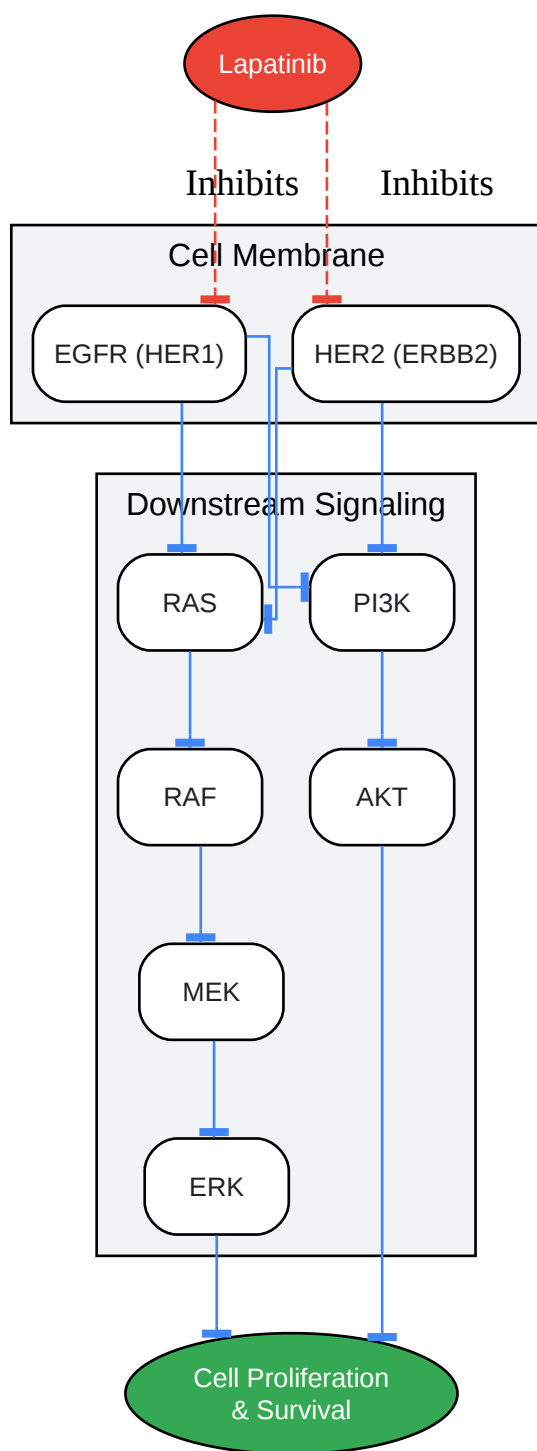 Lapatinib
Inhibits
Inhibits
Cell Membrane
EGFR (HER1)
HER2 (ERBB2)
Downstream Signaling
RAS
PI3K
RAF
AKT
MEK
ERK
Cell Proliferation
& Survival